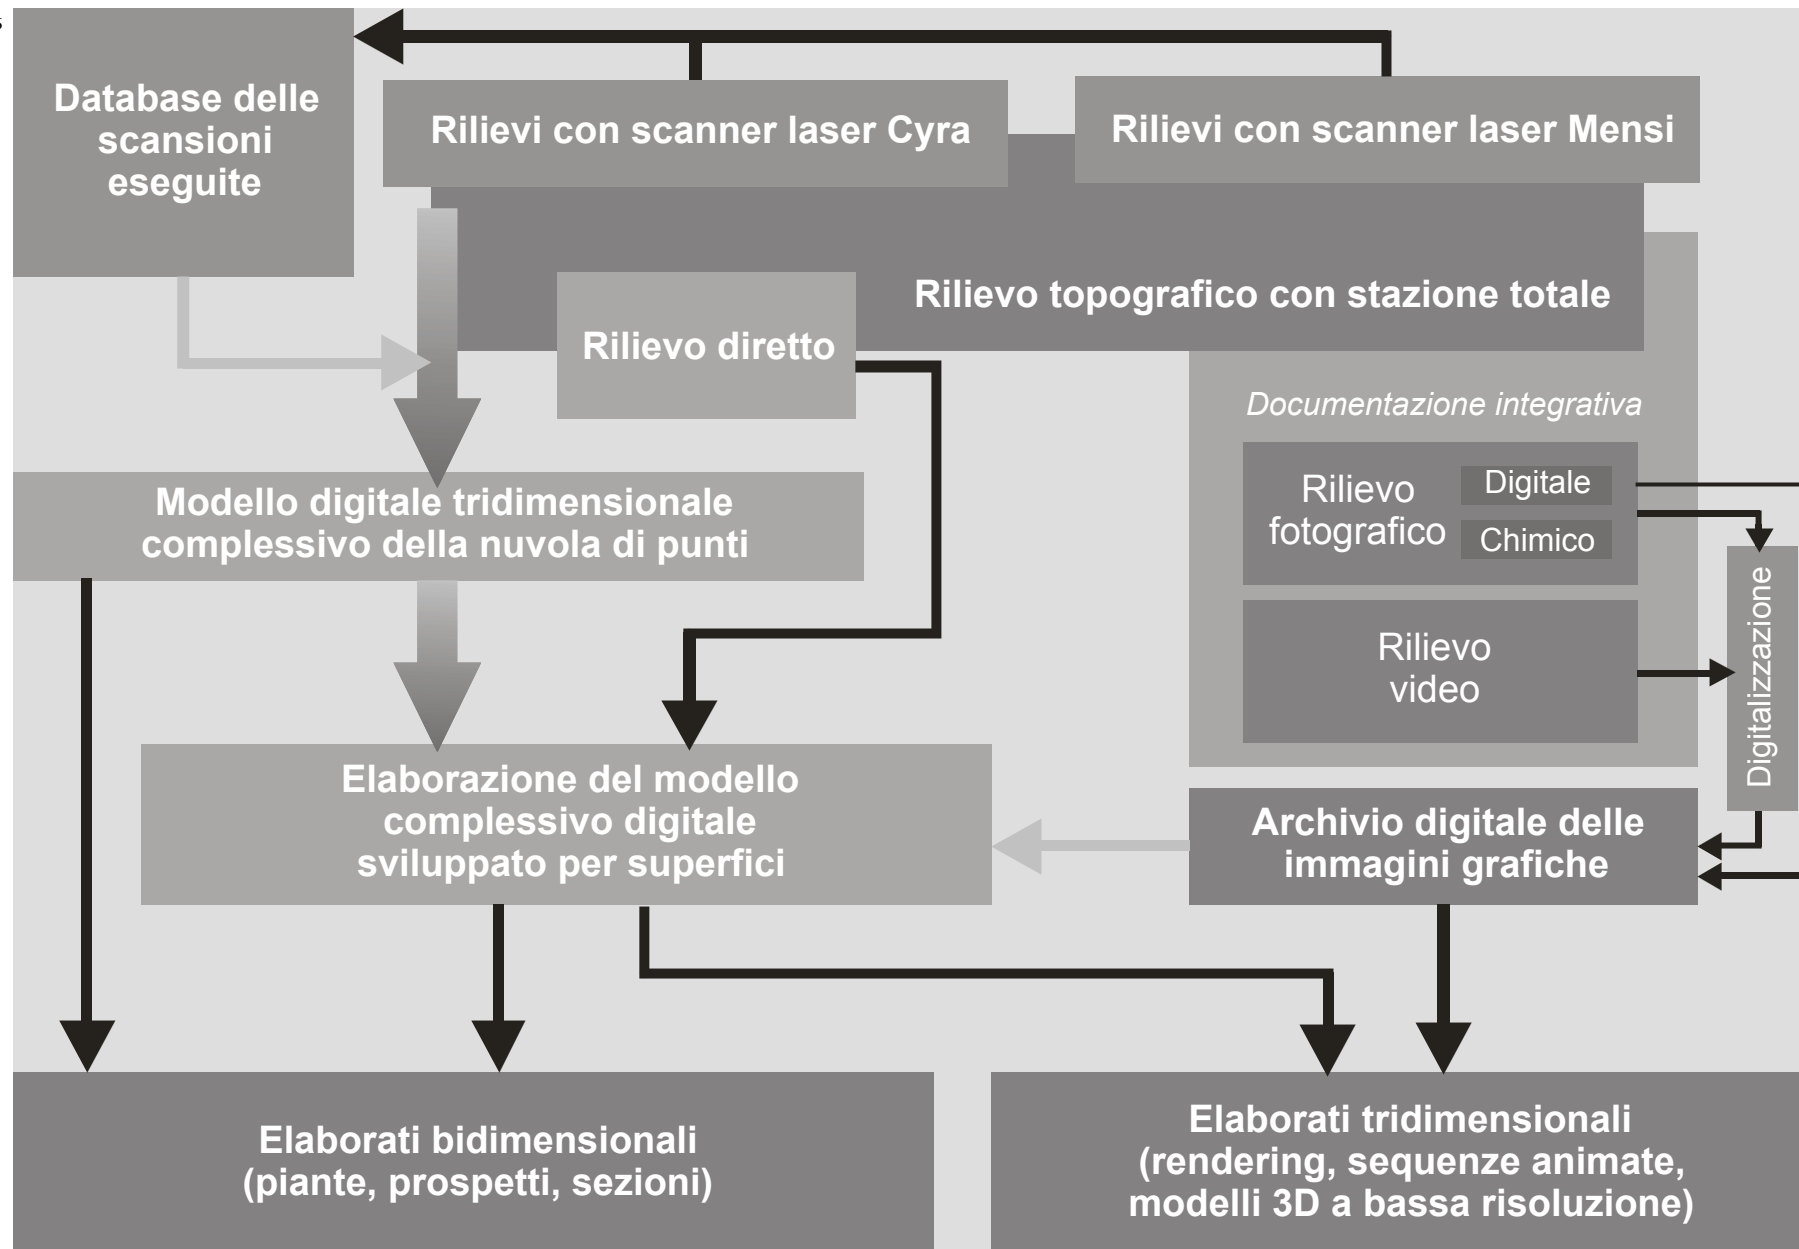 s
Database delle
scansioni
eseguite
Rilievi con scanner laser Cyra
Rilievi con scanner laser Mensi
Rilievo topografico con stazione totale
Rilievo diretto
Documentazione integrativa
Rilievo
fotografico
Digitale
Chimico
Rilievo
video
Digitalizzazione
Modello digitale tridimensionale
complessivo della nuvola di punti
Elaborazione del modello
complessivo digitale
sviluppato per superfici
Archivio digitale delle
immagini grafiche
Elaborati bidimensionali
(piante, prospetti, sezioni)
Elaborati tridimensionali
(rendering, sequenze animate,
modelli 3D a bassa risoluzione)